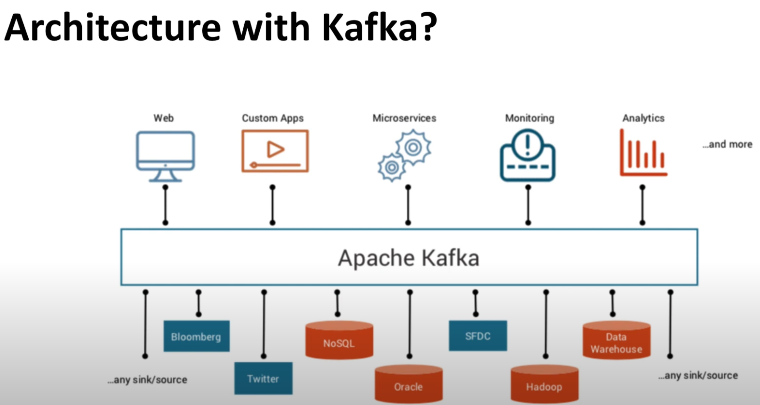 Architecture with Kafka?
Web
Custom Apps
Microservices
Monitoring
Analytics
...and more
Apache Kafka
Bloomberg
NoSQL
SFDC
Data
Warehouse
...any sink/source
Twitter
Oracle
Hadoop
...any sink/source